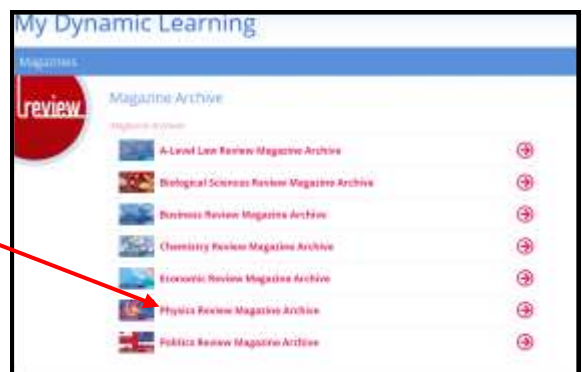 My Dynamic Learning
Magazines
review
Magazine Archive
Magazine Archives
A-Level Law Review Magazine Archive
Biological Sciences Review Magazine Archive
Business Review Magazine Archive
Chemistry Review Magazine Archive
Economic Review Magazine Archive
Physics Review Magazine Archive
Politics Review Magazine Archive